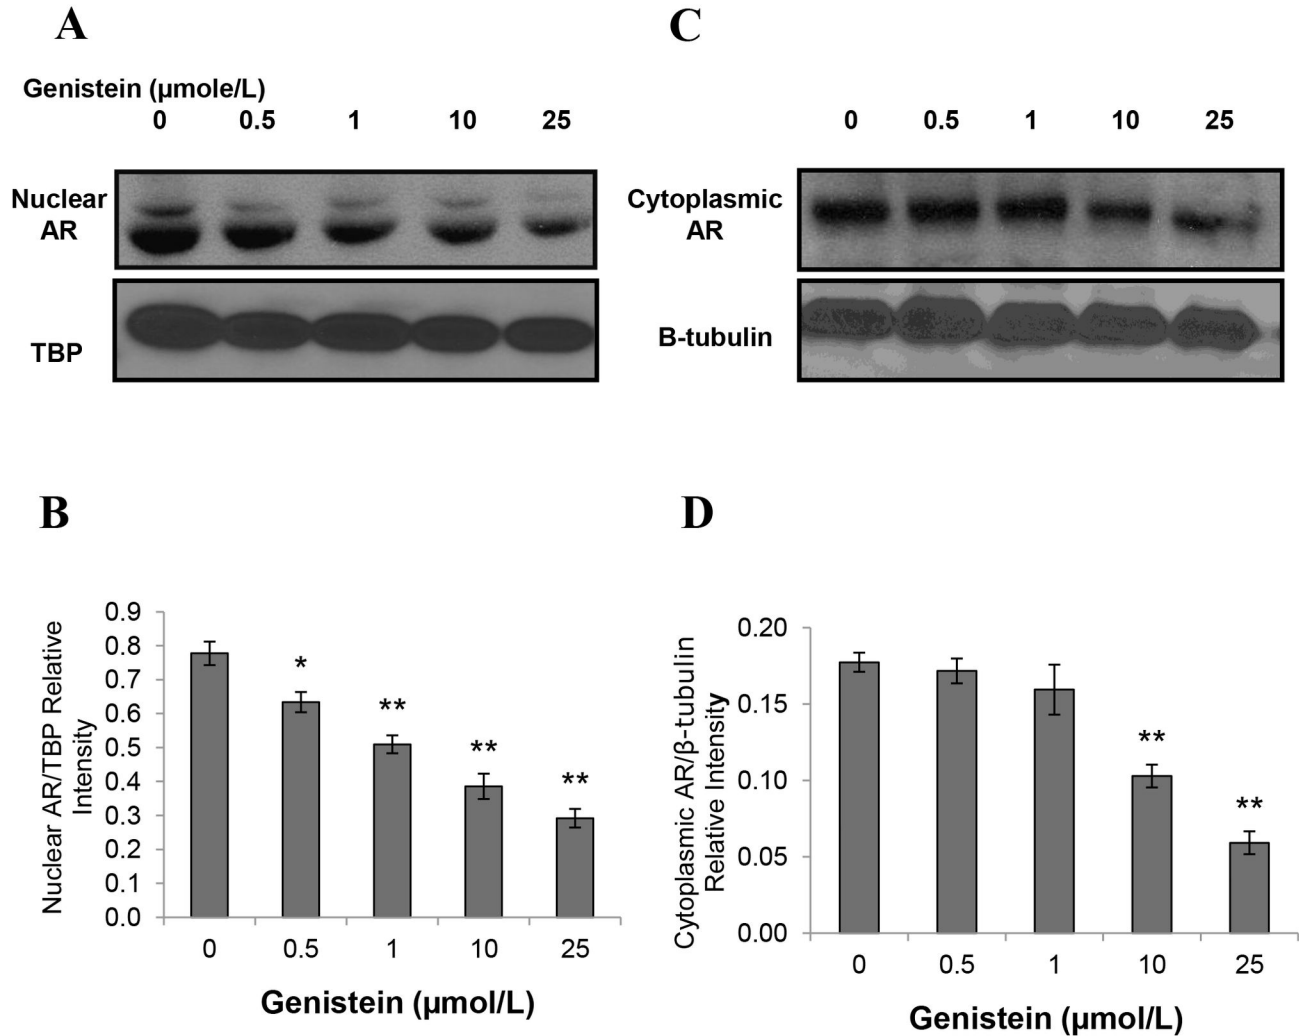 A
Genistein (µmole/L)
0 0.5 1 10 25
Nuclear
AR
TBP
C
0 0.5 1 10 25
Cytoplasmic
AR
B-tubulin
B
Nuclear AR/TBP Relative
Intensity
0.9
0.8
0.7
0.6
0.5
0.4
0.3
0.2
0.1
0.0
*
**
**
**
0 0.5 1 10 25
Genistein (µmol/L)
D
Cytoplasmic AR/β-tubulin
Relative Intensity
0.20
0.15
0.10
0.05
0.00
**
**
0 0.5 1 10 25
Genistein (µmol/L)